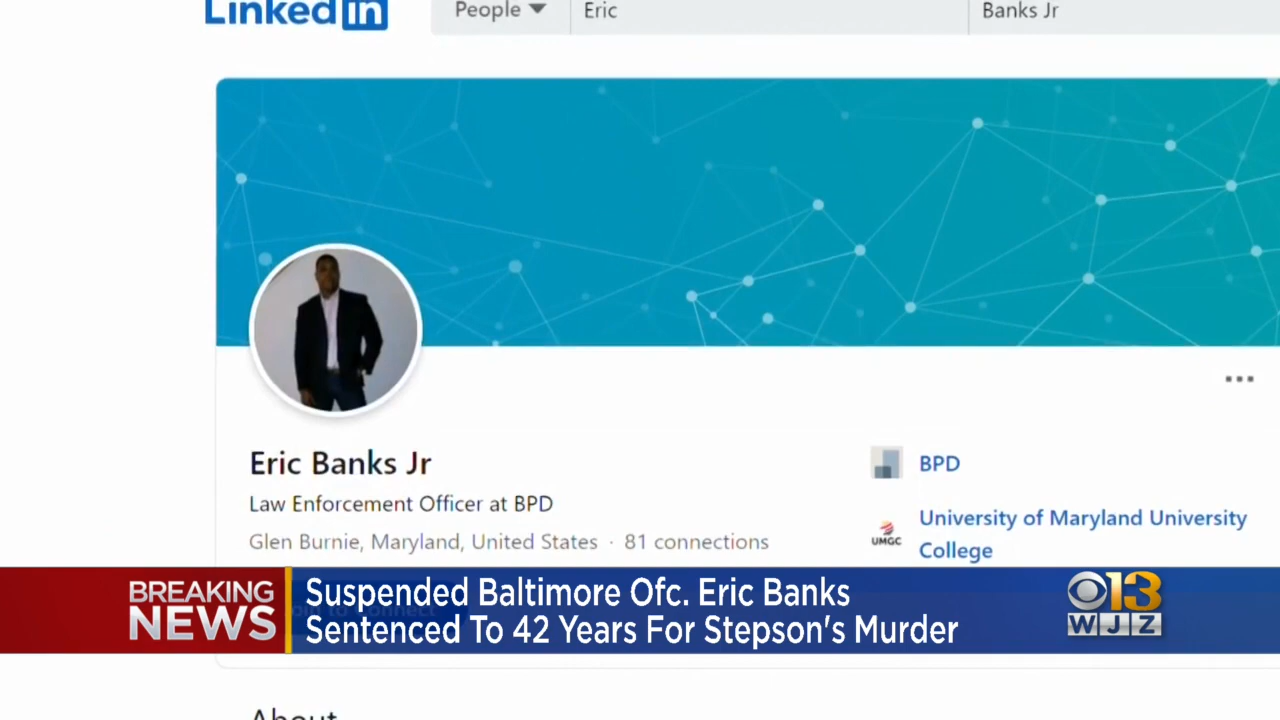 Linked in
People Eric Banks Jr
Eric Banks Jr
Law Enforcement Officer at BPD
Glen Burnie, Maryland, United States · 81 connections
BPD
UMGC
University of Maryland University
College
BREAKING
NEWS
Suspended Baltimore Ofc. Eric Banks
Sentenced To 42 Years For Stepson's Murder
13
WJZ
About